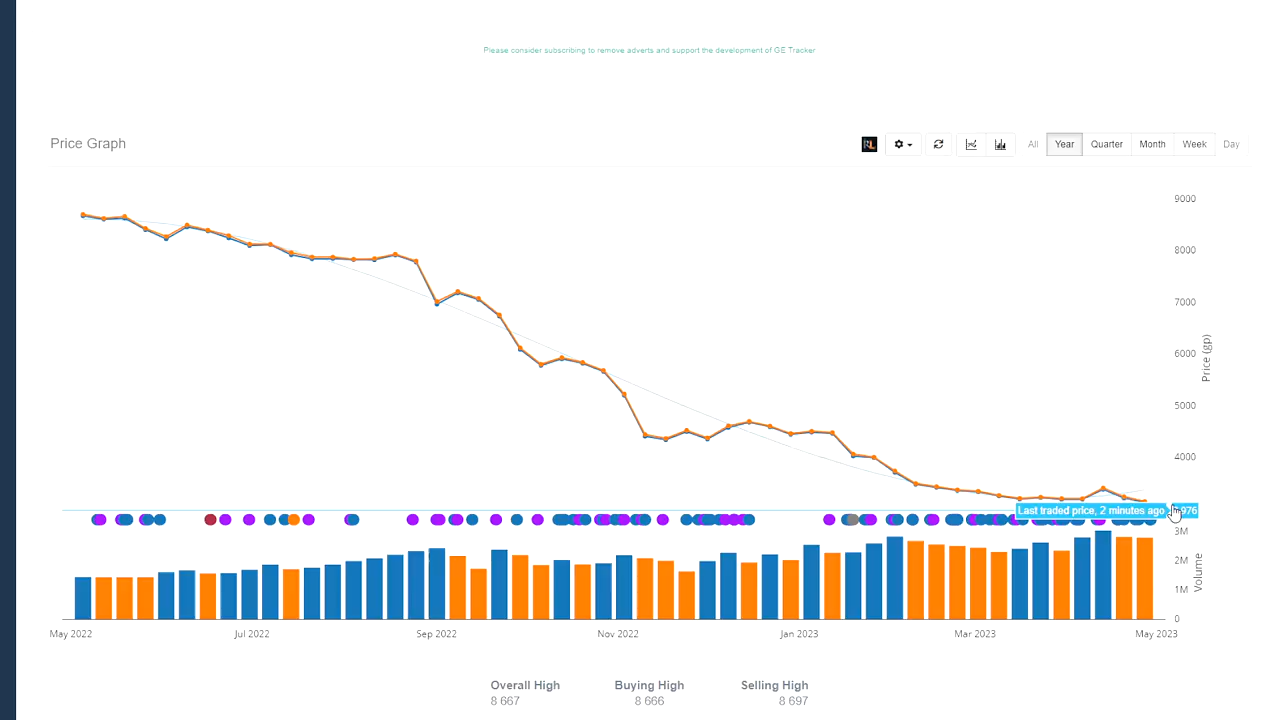 Please consider subscribing to remove adverts and support the development of GE Tracker
Price Graph
RL
All Year Quarter Month Week Day
9000
8000
7000
6000
5000
4000
Price (gp)
Last traded price, 2 minutes ago
976
3M
2M
1M
0
Volume
May 2022 Jul 2022 Sep 2022 Nov 2022 Jan 2023 Mar 2023 May 2023
Overall High Buying High Selling High
8 667 8 666 8 697